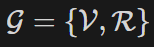 𝒢 = {𝒱, ℛ}